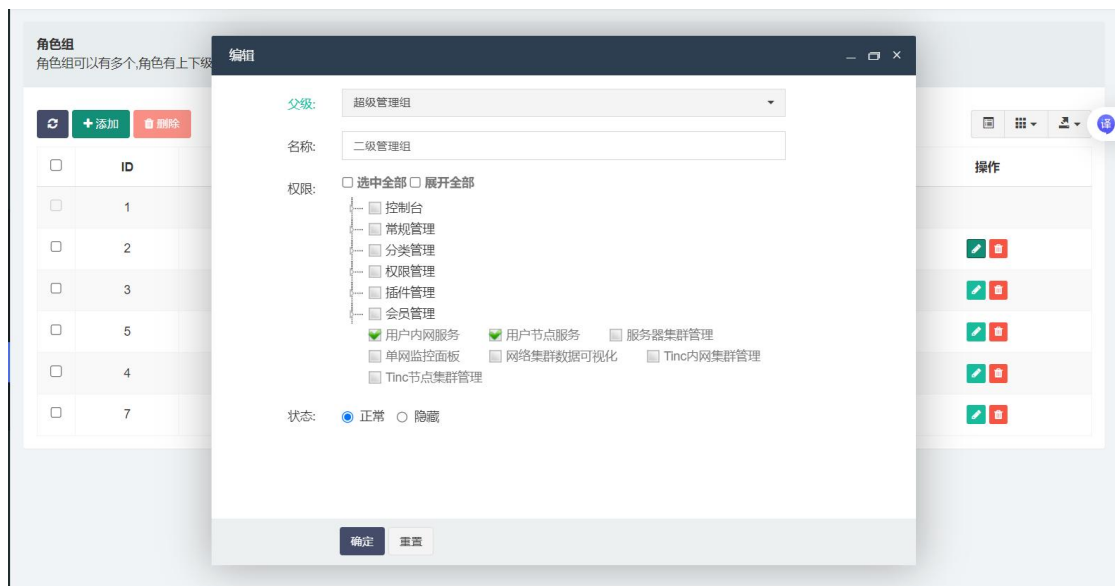 角色组
角色组可以有多个,角色有上下级
编辑
父级:
超级管理组
添加
删除
名称:
二级管理组
译
ID
操作
权限:
选中全部 展开全部
1
控制台
常规管理
2
分类管理
权限管理
3
插件管理
会员管理
5
用户内网服务 用户节点服务 服务器集群管理
单网监控面板 网络集群数据可视化 Tinc内网集群管理
4
Tinc节点集群管理
7
状态:
正常 隐藏
确定 重置